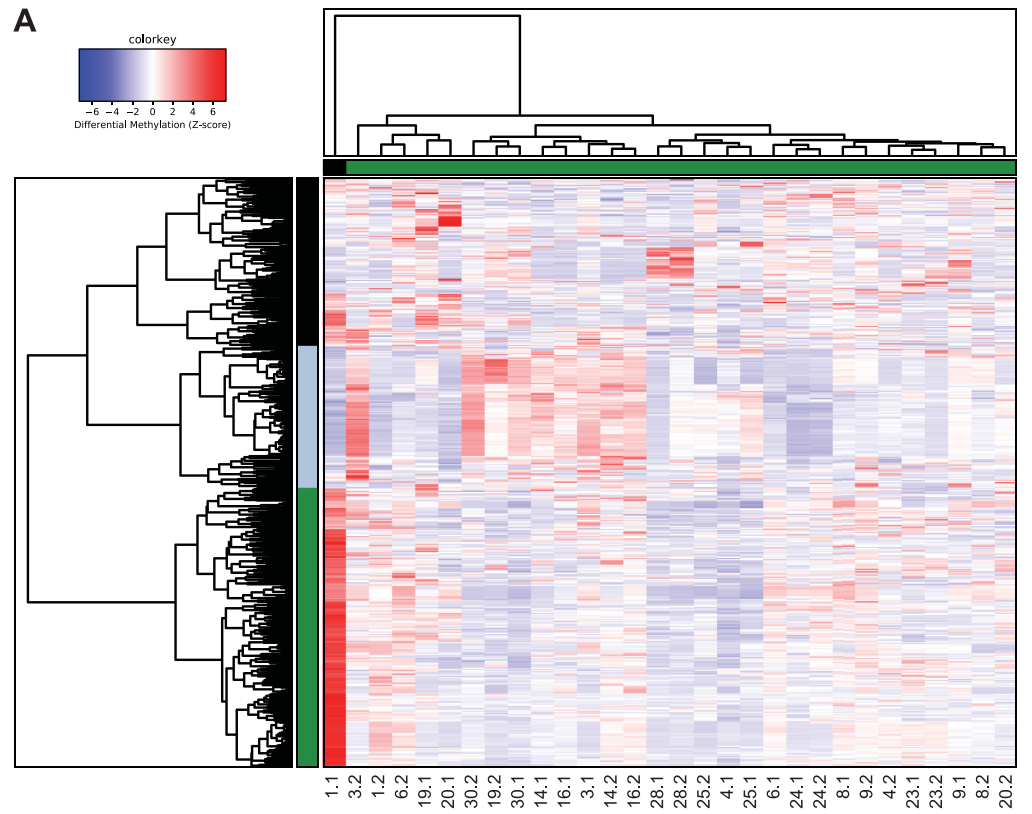 A
colorkey
−6 −4 −2 0 2 4 6
Differential Methylation (Z-score)
1.1 3.2 1.2 6.2 19.1 20.1 30.2 19.2 30.1 14.1 16.1 3.1 14.2 16.2 28.1 28.2 25.2 4.1 25.1 6.1 24.1 24.2 8.1 9.2 4.2 23.1 23.2 9.1 8.2 20.2